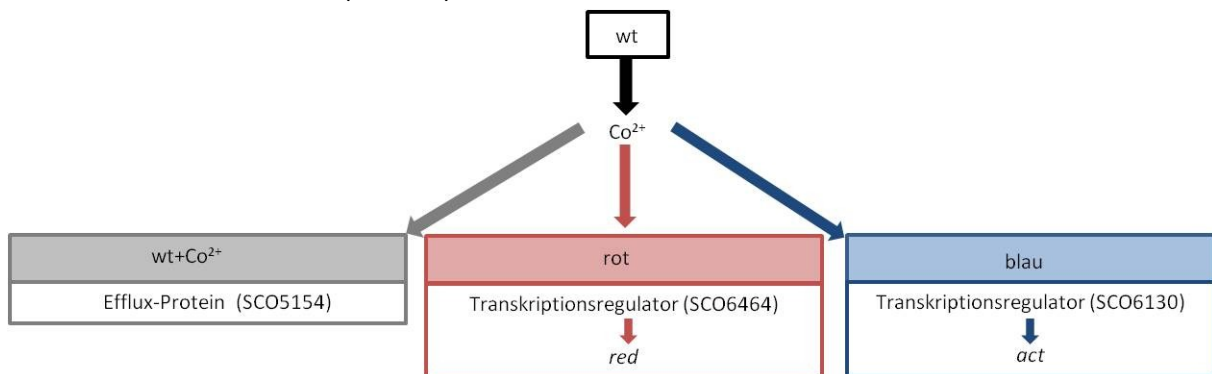 wt
Co²⁺
wt+Co²⁺
Efflux-Protein (SCO5154)
rot
Transkriptionsregulator (SCO6464)
red
blau
Transkriptionsregulator (SCO6130)
act